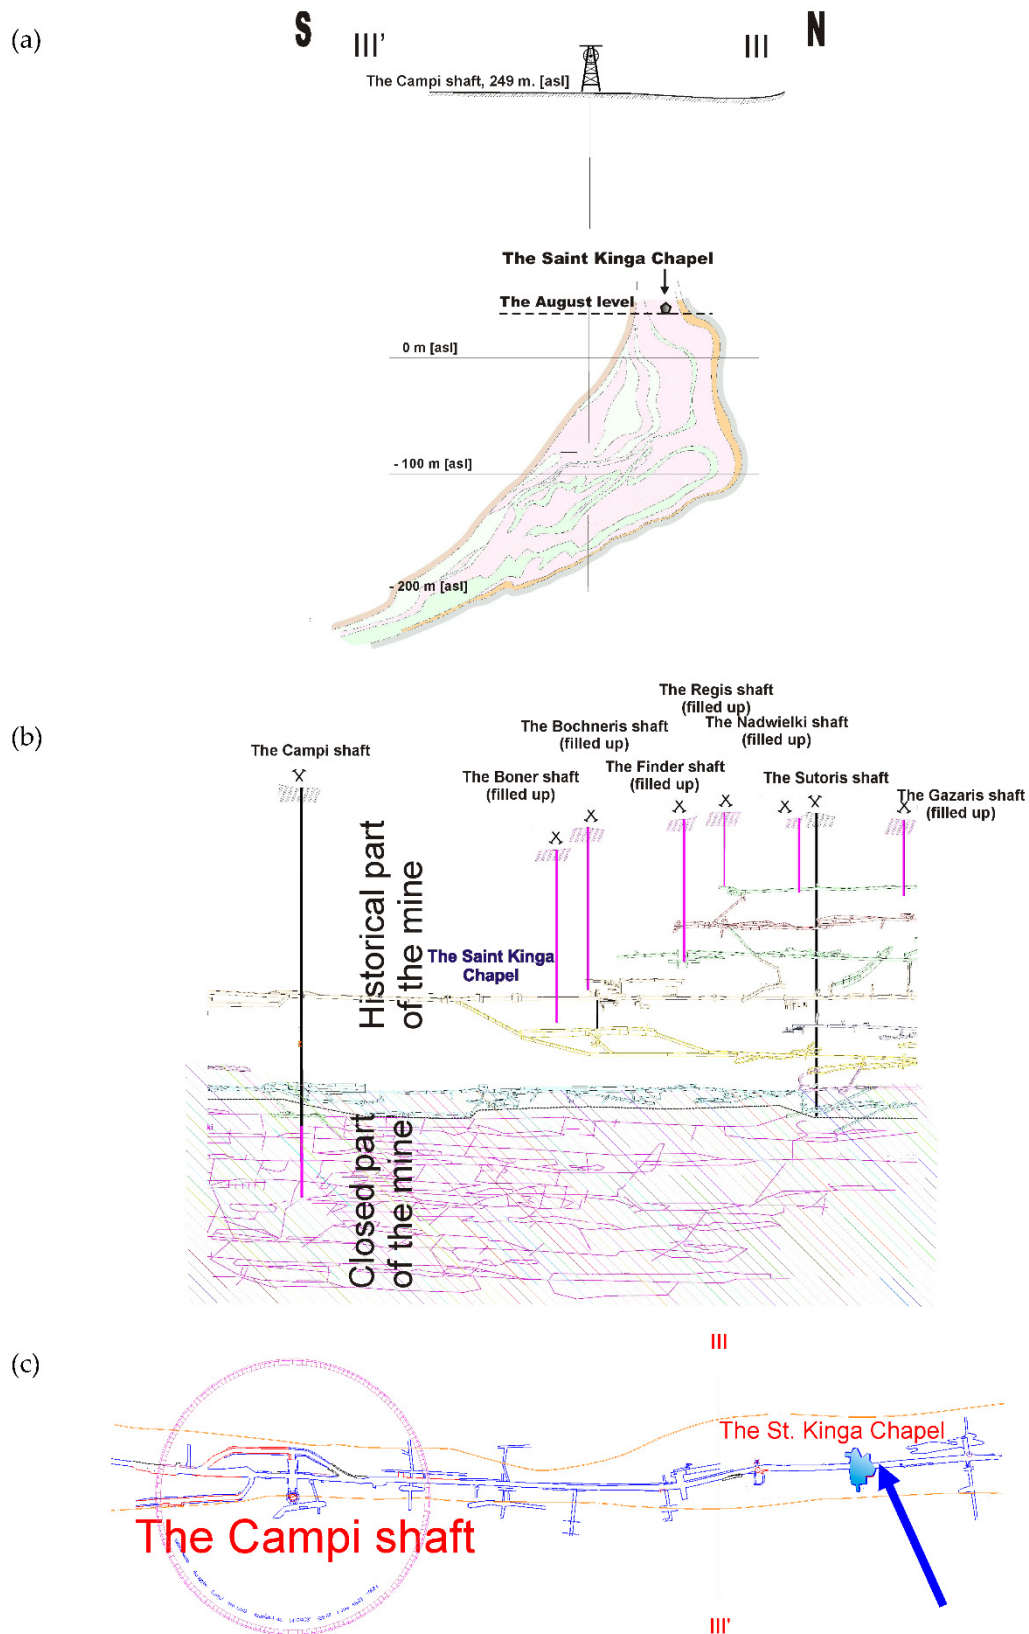 (a)
S
III'
III
N
The Campi shaft, 249 m. [asl]
The Saint Kinga Chapel
The August level
0 m [asl]
- 100 m [asl]
- 200 m [asl]
(b)
The Regis shaft
(filled up)
The Bochneris shaft
(filled up)
The Nadwielki shaft
(filled up)
The Campi shaft
The Boner shaft
(filled up)
The Finder shaft
(filled up)
The Sutoris shaft
The Gazaris shaft
(filled up)
Historical part
of the mine
The Saint Kinga
Chapel
Closed part
of the mine
(c)
III
The St. Kinga Chapel
The Campi shaft
III'